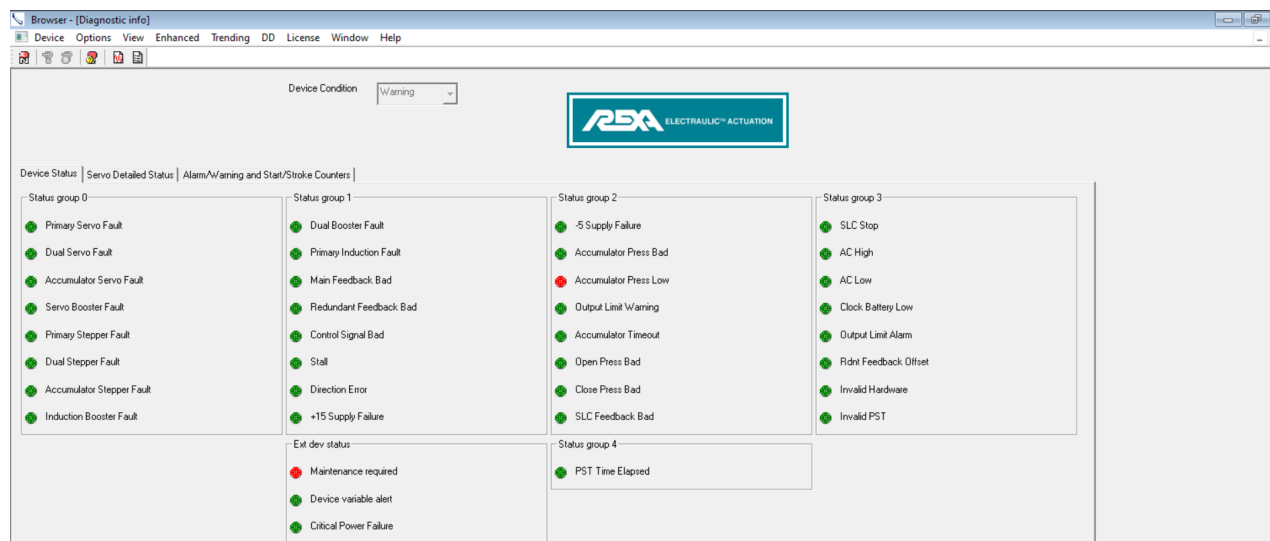 Browser - [Diagnostic info]
Device Options View Enhanced Trending DD License Window Help
Device Condition Warning
REXA ELECTRAULIC™ ACTUATION
Device Status Servo Detailed Status Alarm/Warning and Start/Stroke Counters
Status group 0
Primary Servo Fault
Dual Servo Fault
Accumulator Servo Fault
Servo Booster Fault
Primary Stepper Fault
Dual Stepper Fault
Accumulator Stepper Fault
Induction Booster Fault
Status group 1
Dual Booster Fault
Primary Induction Fault
Main Feedback Bad
Redundant Feedback Bad
Control Signal Bad
Stall
Direction Error
+15 Supply Failure
Status group 2
-5 Supply Failure
Accumulator Press Bad
Accumulator Press Low
Output Limit Warning
Accumulator Timeout
Open Press Bad
Close Press Bad
SLC Feedback Bad
Status group 3
SLC Stop
AC High
AC Low
Clock Battery Low
Output Limit Alarm
Rdnt Feedback Offset
Invalid Hardware
Invalid PST
Ext dev status
Maintenance required
Device variable alert
Critical Power Failure
Status group 4
PST Time Elapsed